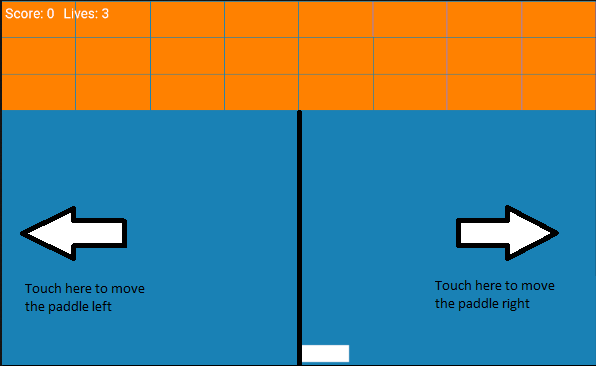 Score: 0 Lives: 3
Touch here to move
the paddle left
Touch here to move
the paddle right